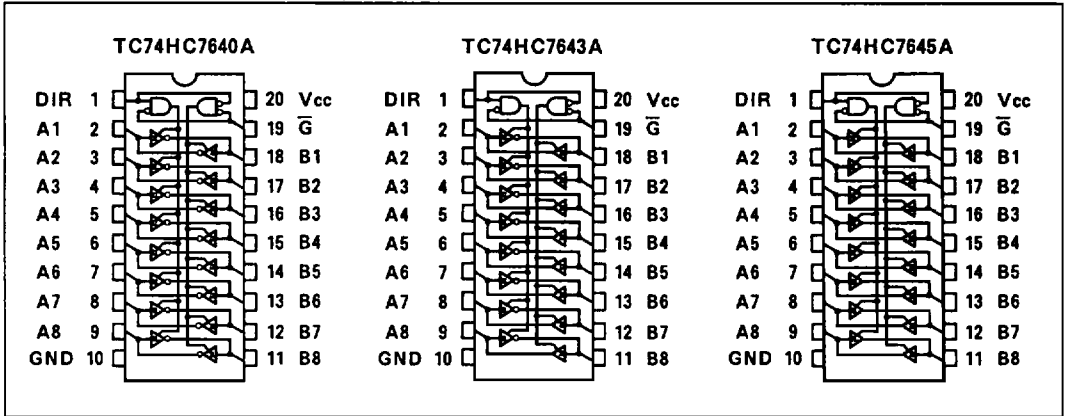 TC74HC7640A
DIR 1 20 Vcc
A1 2 19 G̅
A2 3 18 B1
A3 4 17 B2
A4 5 16 B3
A5 6 15 B4
A6 7 14 B5
A7 8 13 B6
A8 9 12 B7
GND 10 11 B8
TC74HC7643A
DIR 1 20 Vcc
A1 2 19 G̅
A2 3 18 B1
A3 4 17 B2
A4 5 16 B3
A5 6 15 B4
A6 7 14 B5
A7 8 13 B6
A8 9 12 B7
GND 10 11 B8
TC74HC7645A
DIR 1 20 Vcc
A1 2 19 G̅
A2 3 18 B1
A3 4 17 B2
A4 5 16 B3
A5 6 15 B4
A6 7 14 B5
A7 8 13 B6
A8 9 12 B7
GND 10 11 B8